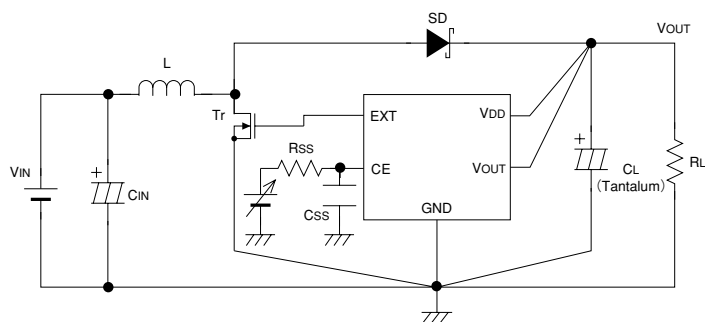 SD
VOUT
L
Tr
EXT
VDD
RSS
VIN
+
CIN
CE
VOUT
+
CL
(Tantalum)
RL
CSS
GND